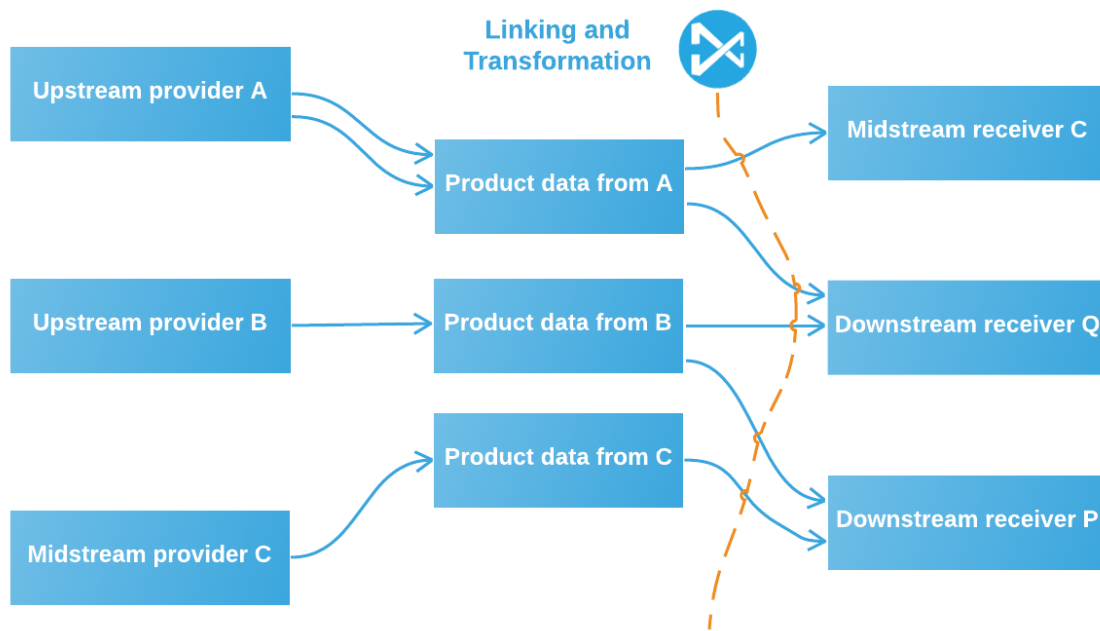 Linking and
Transformation
Upstream provider A
Midstream receiver C
Product data from A
Upstream provider B
Product data from B
Downstream receiver Q
Product data from C
Midstream provider C
Downstream receiver P